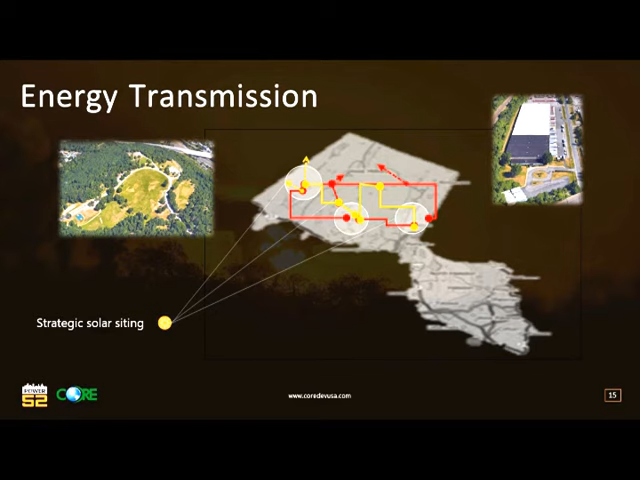 Energy Transmission
Strategic solar siting
POWER
52
CORE
www.coredevusa.com
15